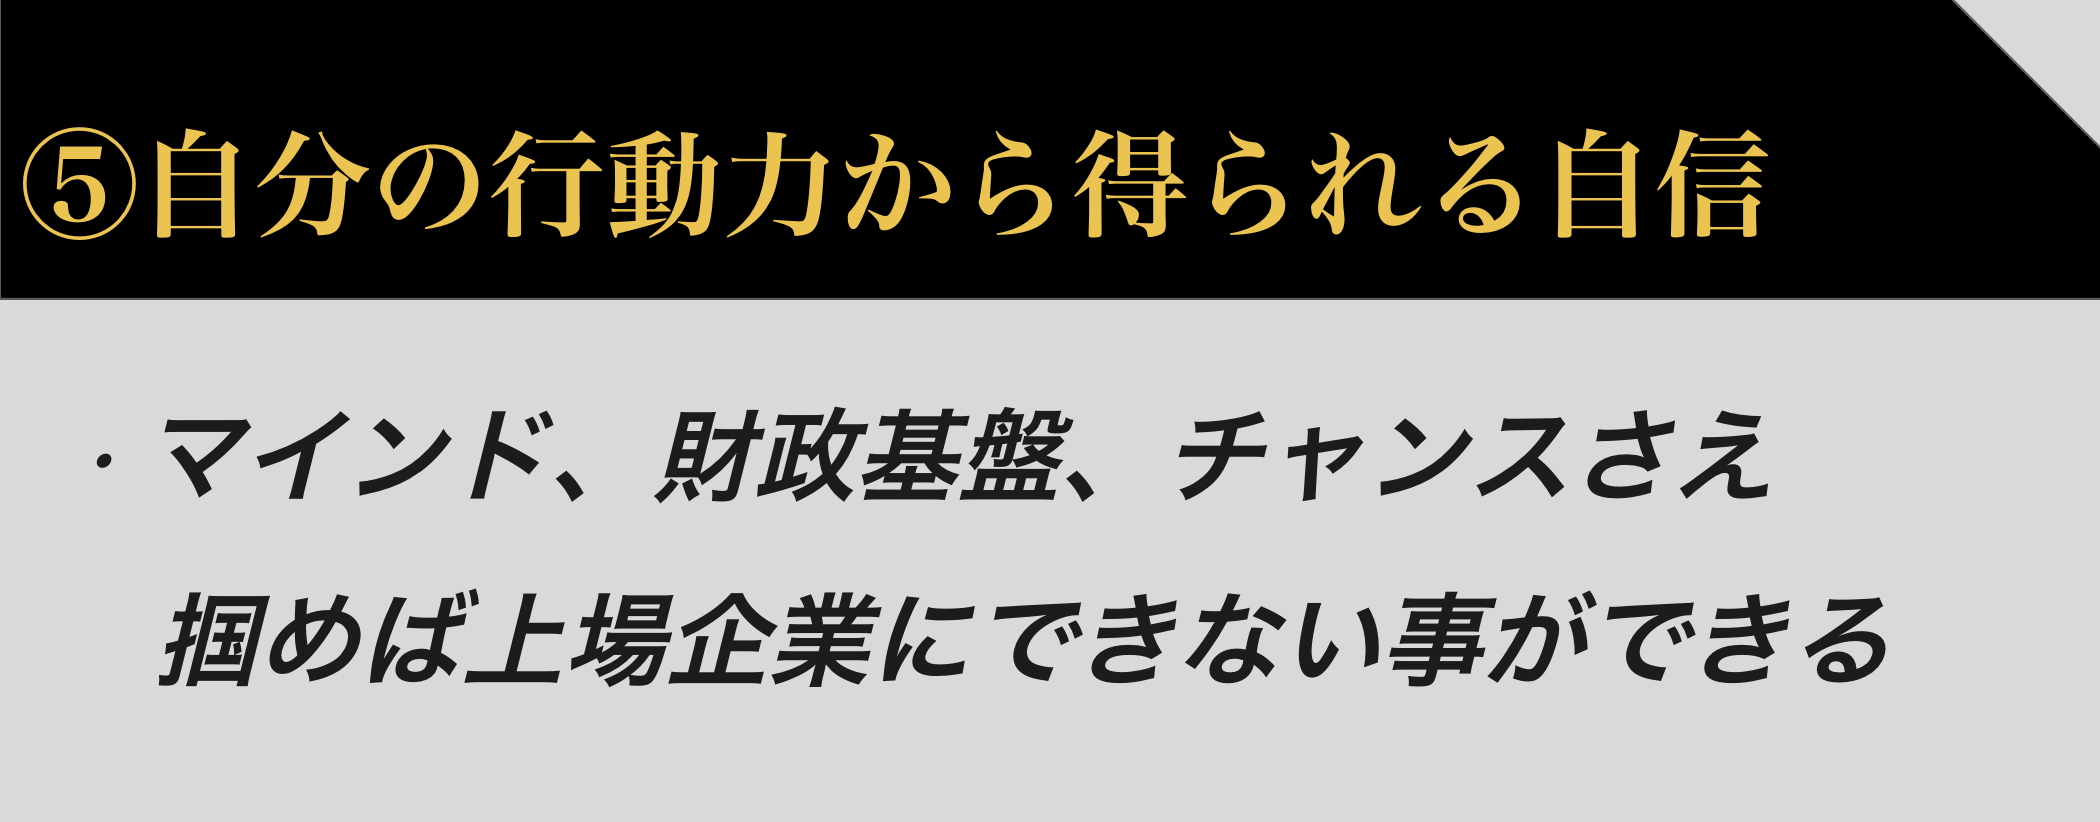 ⑤自分の行動力から得られる自信
・マインド、財政基盤、チャンスさえ
掴めば上場企業にできない事ができる